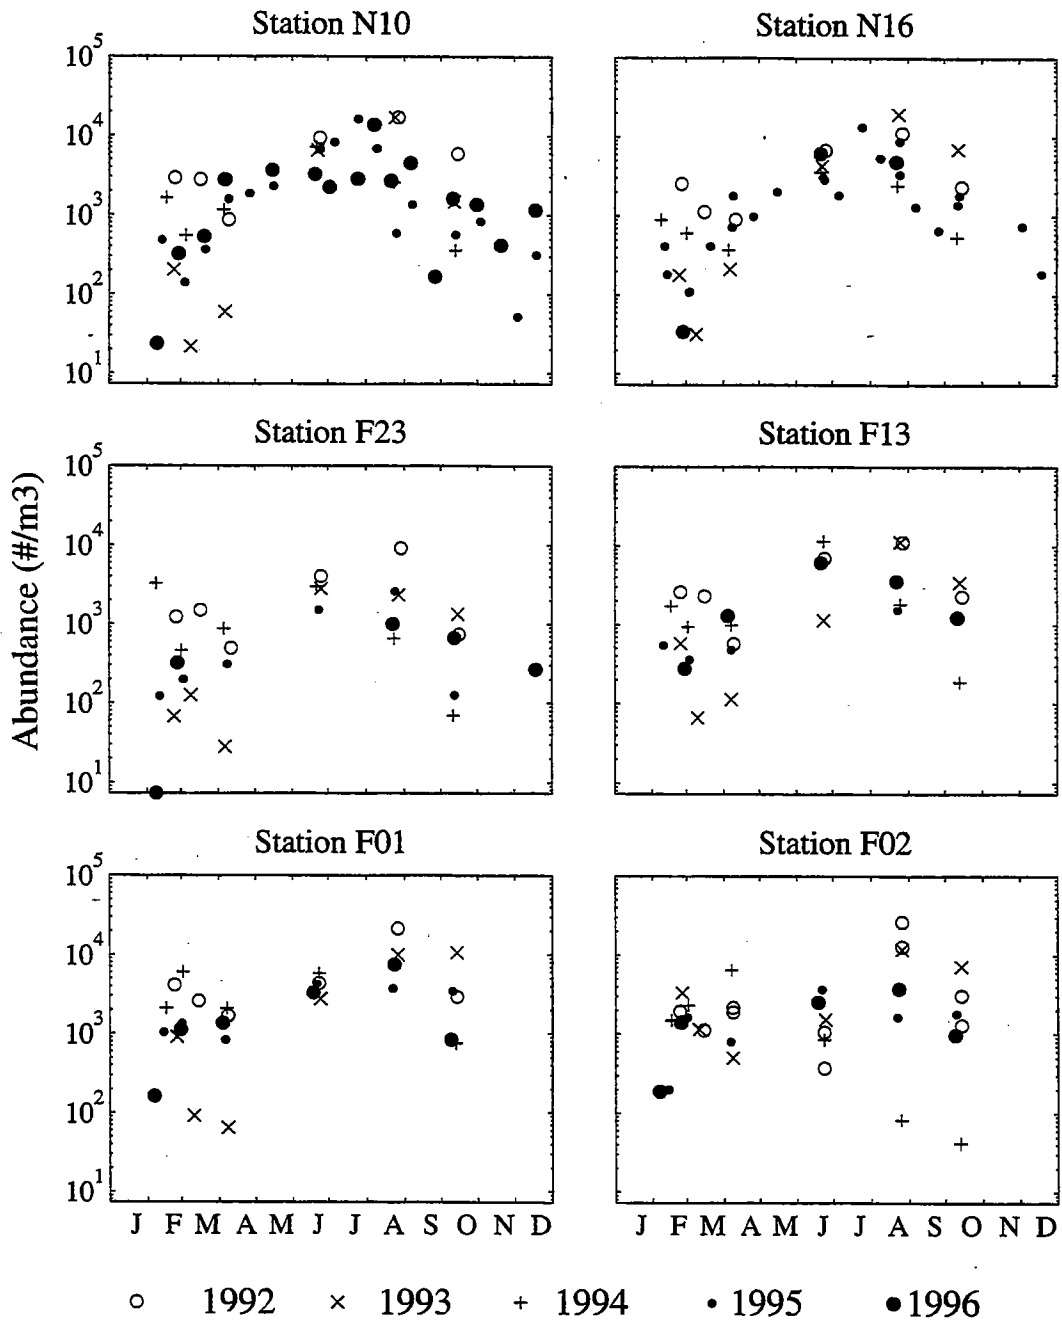 Station N10
Station N16
10^5
10^4
10^3
10^2
10^1
Station F23
Station F13
Abundance (#/m3)
10^5
10^4
10^3
10^2
10^1
Station F01
Station F02
10^5
10^4
10^3
10^2
10^1
J F M A M J J A S O N D
J F M A M J J A S O N D
1992 1993 1994 1995 1996